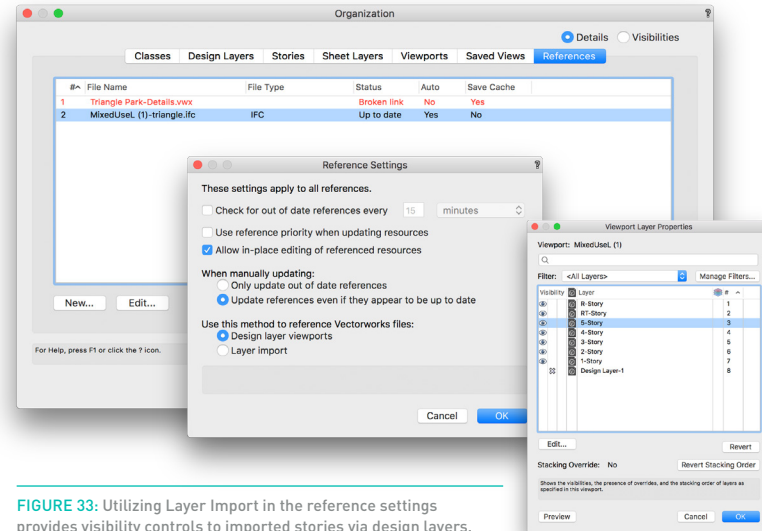 Organization
?
Details Visibilities
Classes Design Layers Stories Sheet Layers Viewports Saved Views References
# File Name File Type Status Auto Save Cache
1 Triangle Park-Details.vwx Broken link No Yes
2 MixedUseL (1)-triangle.ifc IFC Up to date Yes No
New... Edit...
For Help, press F1 or click the ? icon.
Reference Settings
?
These settings apply to all references.
Check for out of date references every 15 minutes
Use reference priority when updating resources
Allow in-place editing of referenced resources
When manually updating:
Only update out of date references
Update references even if they appear to be up to date
Use this method to reference Vectorworks files:
Design layer viewports
Layer import
Cancel OK
Viewport Layer Properties
?
Viewport: MixedUseL (1)
Filter: <All Layers> Manage Filters...
Visibility Layer #
R-Story 1
RT-Story 2
5-Story 3
4-Story 4
3-Story 5
2-Story 6
1-Story 7
Design Layer-1 8
Edit... Revert
Stacking Override: No Revert Stacking Order
Shows the visibilities, the presence of overrides, and the stacking order of layers as
specified in this viewport.
Preview Cancel OK
FIGURE 33: Utilizing Layer Import in the reference settings
provides visibility controls to imported stories via design layers.